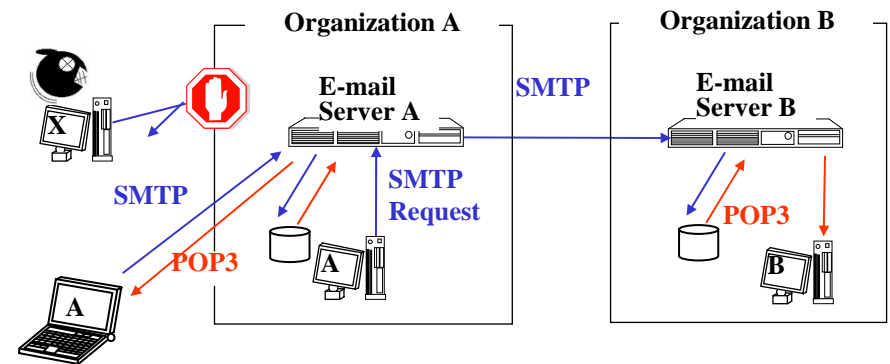 Organization A
Organization B
E-mail
Server A
SMTP
E-mail
Server B
X
SMTP
SMTP
Request
POP3
POP3
A
B
A